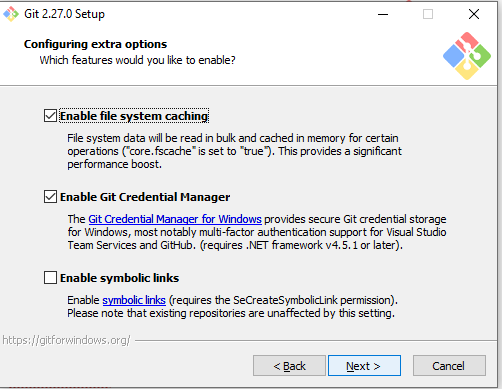 Git 2.27.0 Setup
Configuring extra options
Which features would you like to enable?
Enable file system caching
File system data will be read in bulk and cached in memory for certain
operations ("core.fscache" is set to "true"). This provides a significant
performance boost.
Enable Git Credential Manager
The Git Credential Manager for Windows provides secure Git credential storage
for Windows, most notably multi-factor authentication support for Visual Studio
Team Services and GitHub. (requires .NET framework v4.5.1 or later).
Enable symbolic links
Enable symbolic links (requires the SeCreateSymbolicLink permission).
Please note that existing repositories are unaffected by this setting.
https://gitforwindows.org/
< Back Next > Cancel